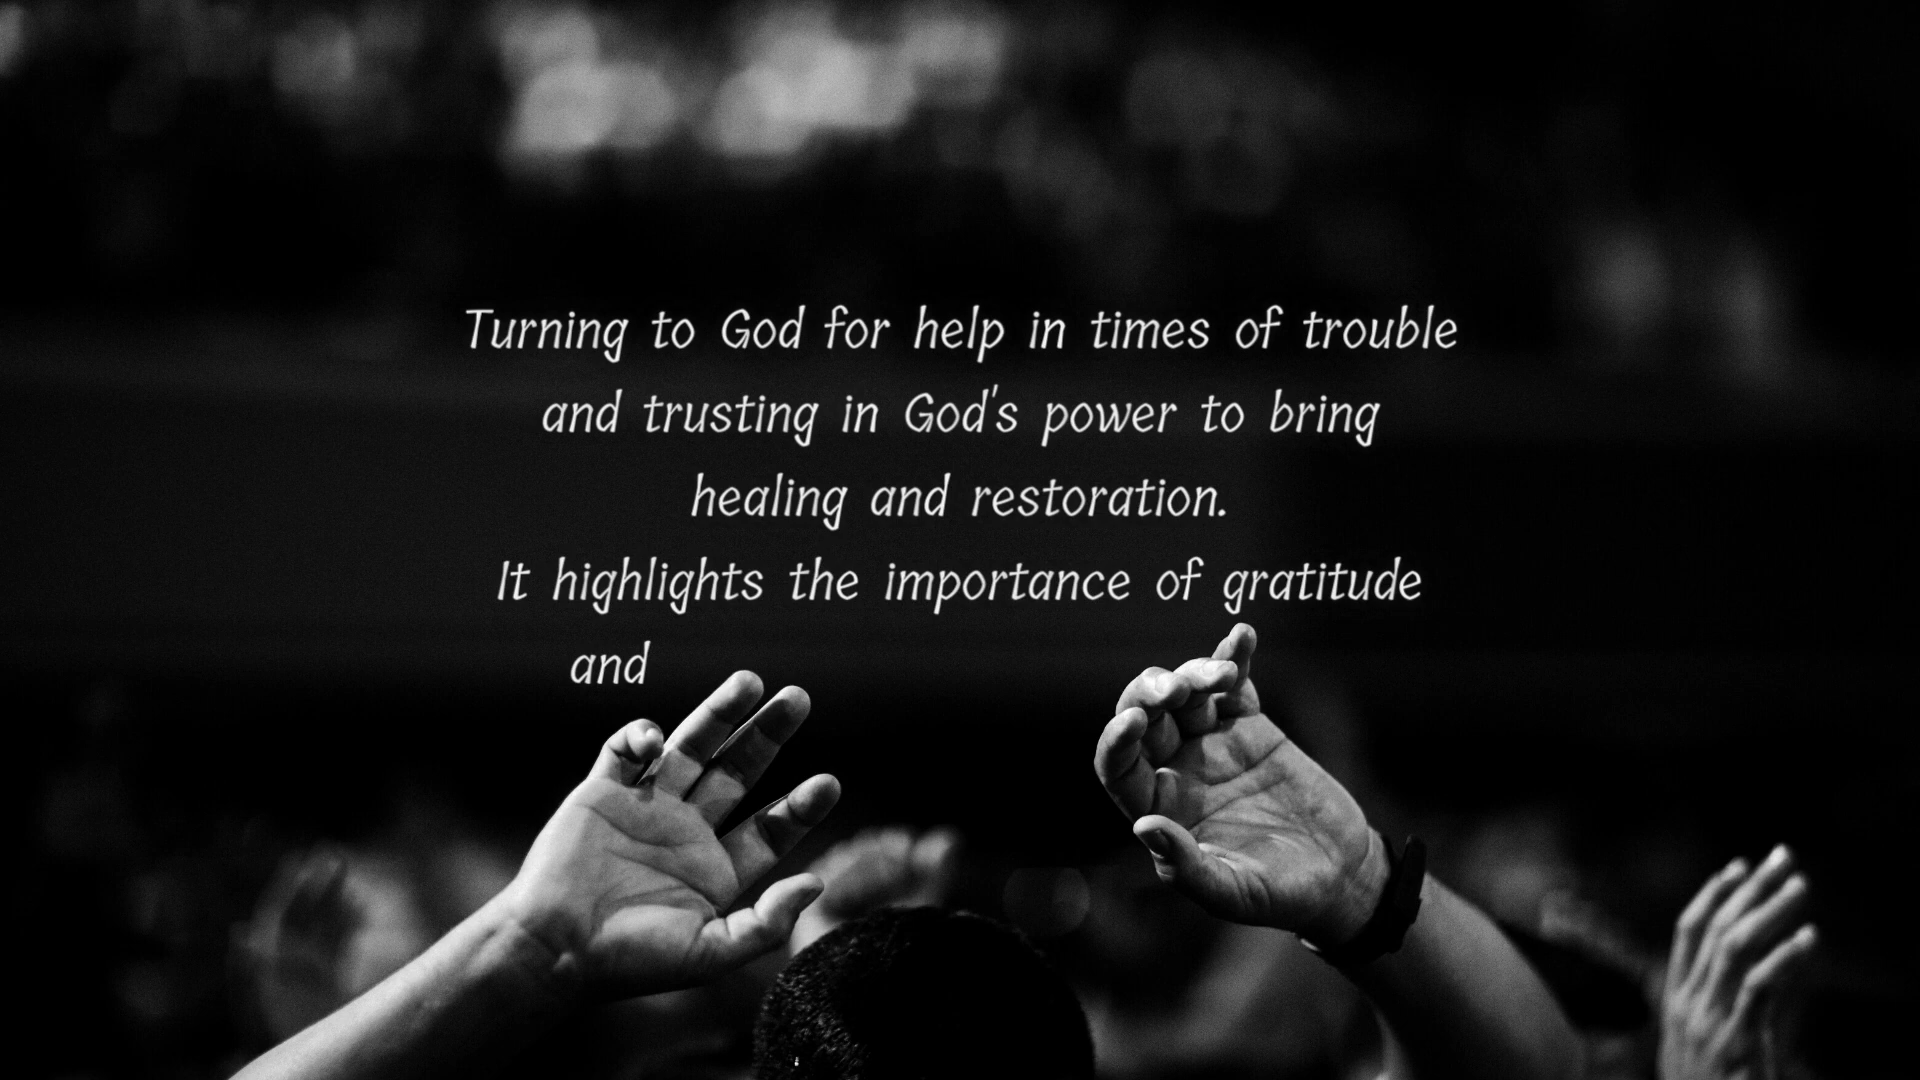 Turning to God for help in times of trouble
and trusting in God's power to bring
healing and restoration.
It highlights the importance of gratitude
and